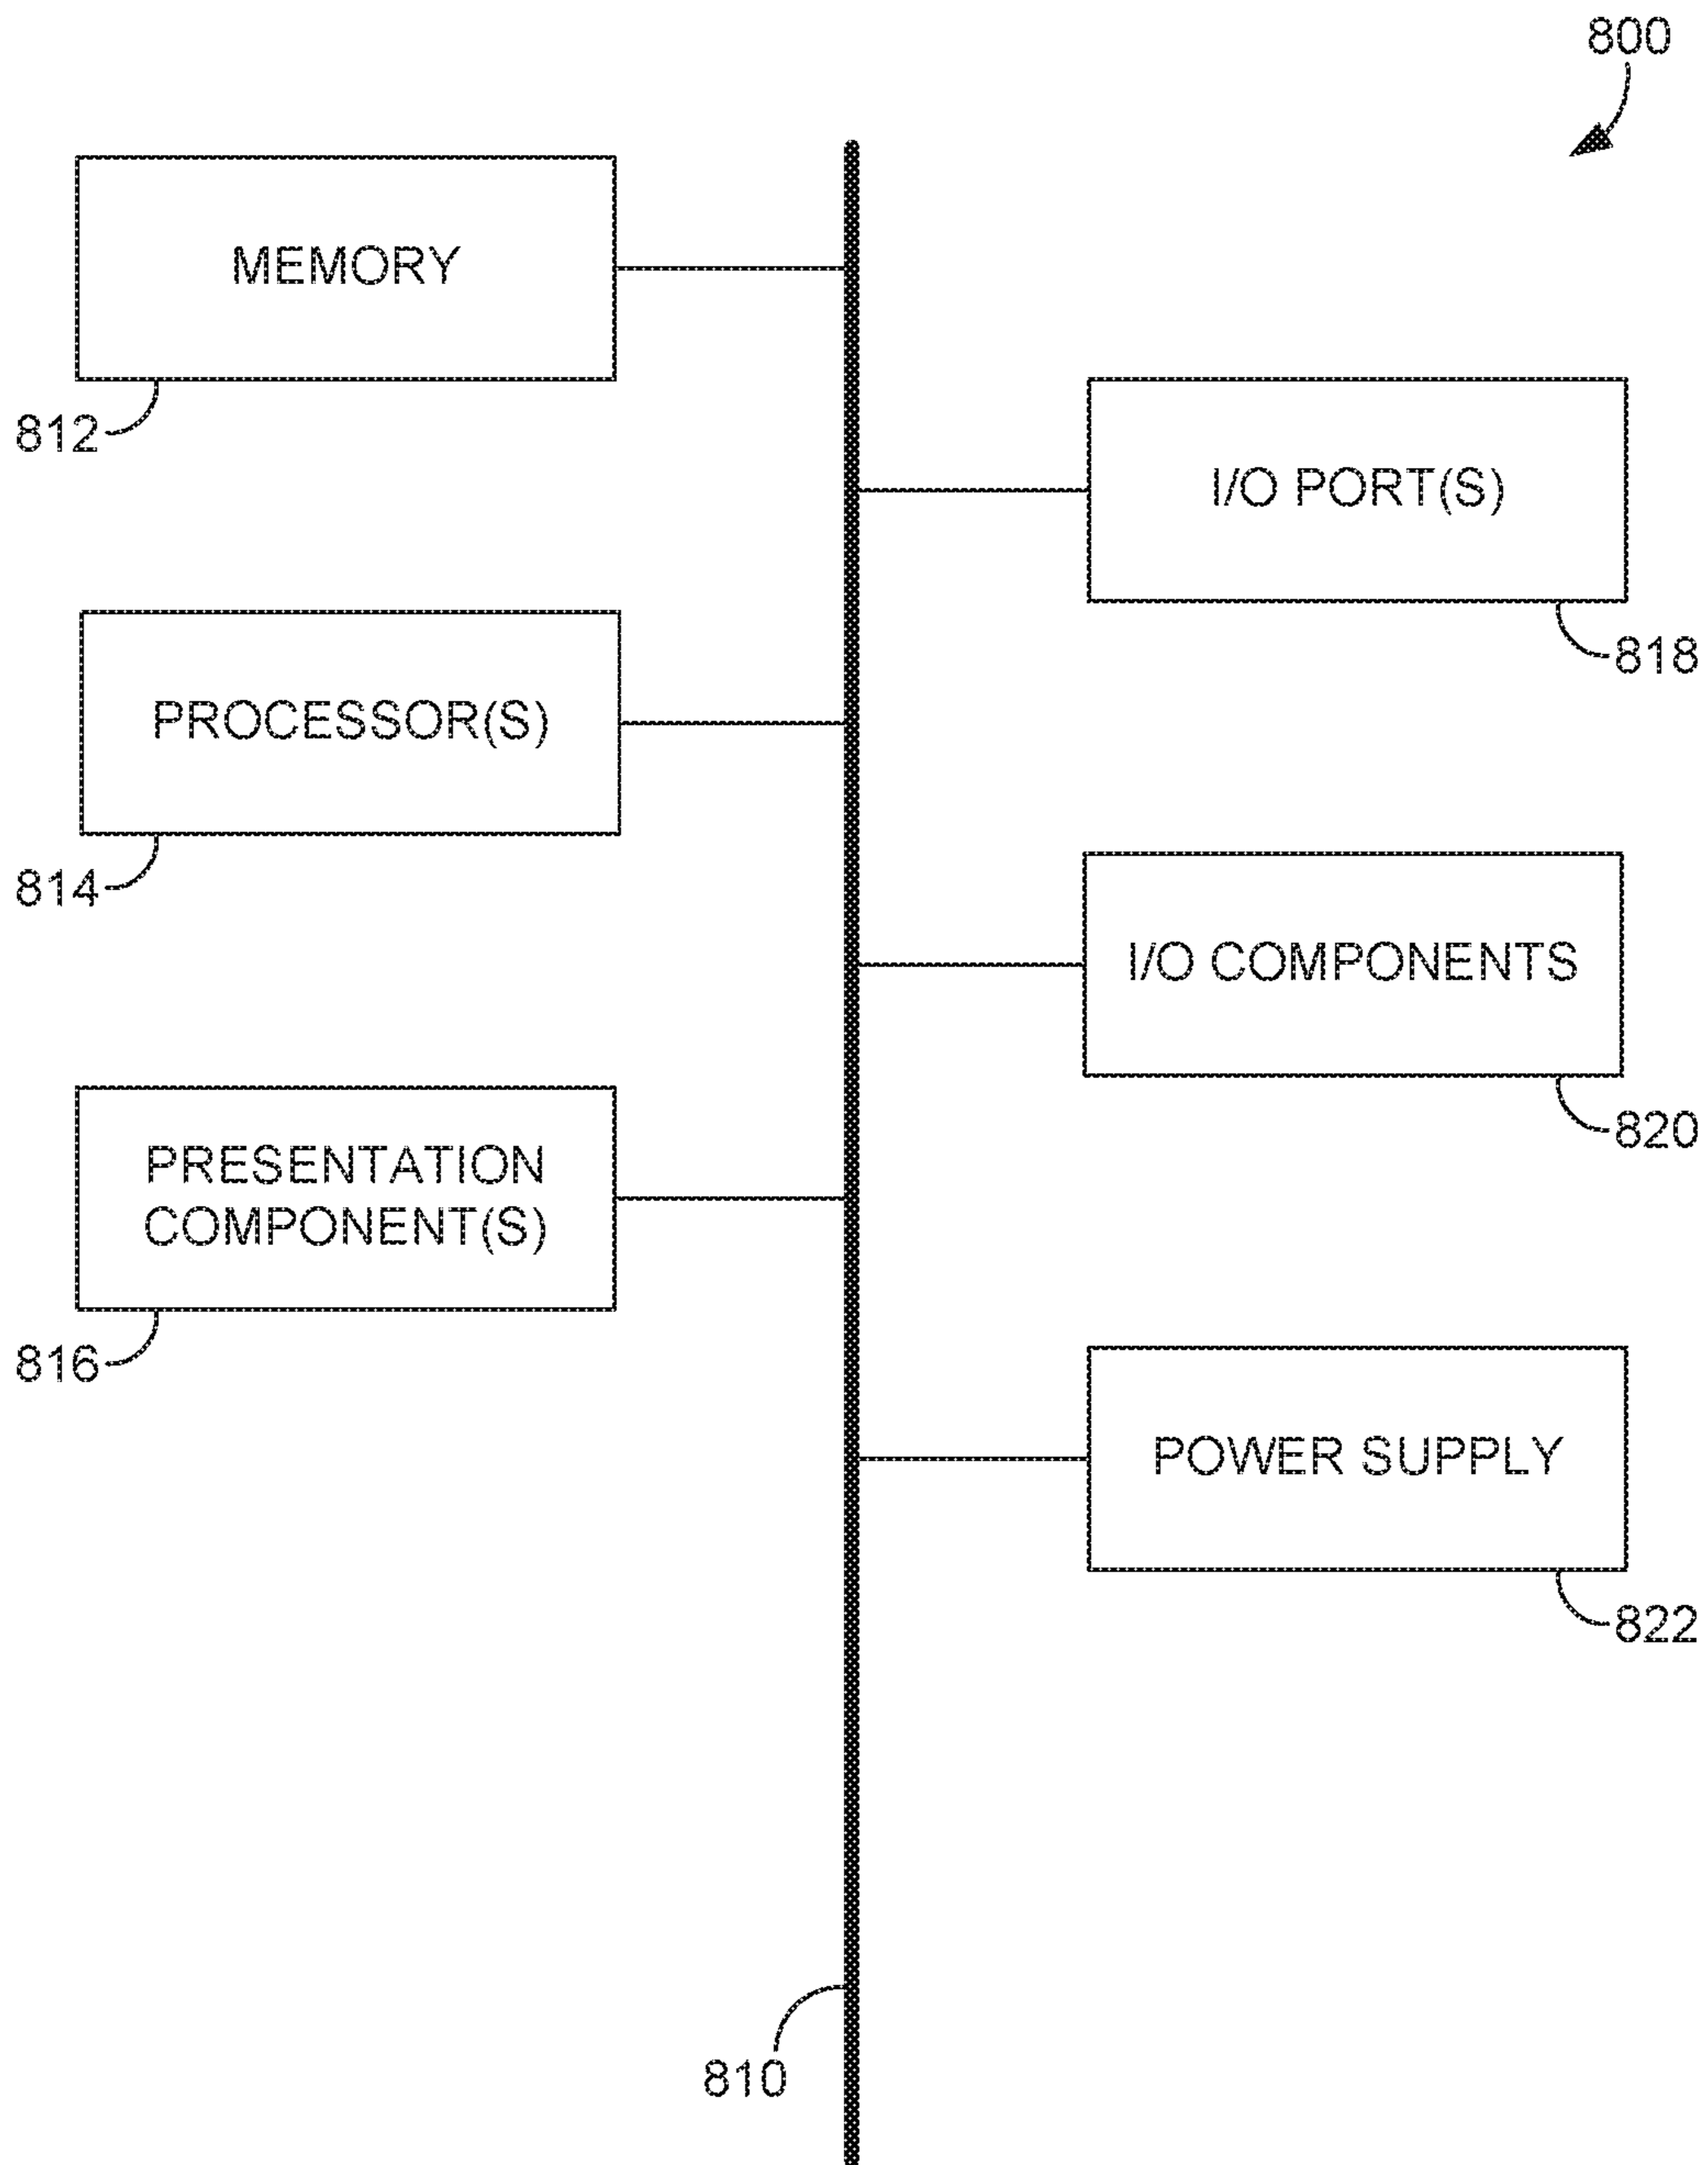 800
MEMORY
812
I/O PORT(S)
818
PROCESSOR(S)
814
I/O COMPONENTS
820
PRESENTATION
COMPONENT(S)
816
POWER SUPPLY
822
810